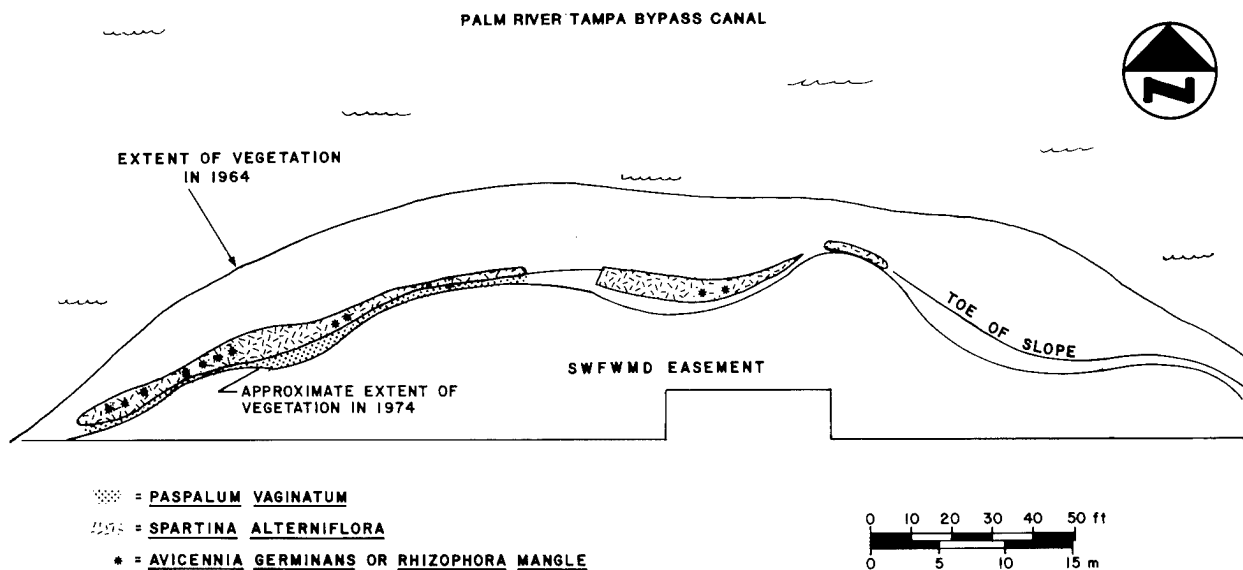 PALM RIVER TAMPA BYPASS CANAL
N
EXTENT OF VEGETATION
IN 1964
TOE OF SLOPE
SWFWMD EASEMENT
APPROXIMATE EXTENT OF
VEGETATION IN 1974
= PASPALUM VAGINATUM
= SPARTINA ALTERNIFLORA
* = AVICENNIA GERMINANS OR RHIZOPHORA MANGLE
0 10 20 30 40 50 ft
0 5 10 15 m